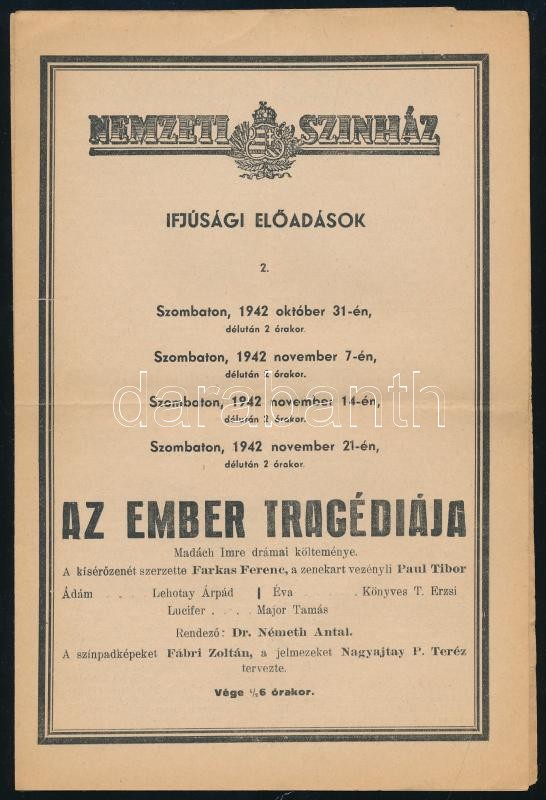 NEMZETI SZINHÁZ
IFJÚSÁGI ELŐADÁSOK
2.
Szombaton, 1942 október 31-én,
délután 2 órakor.
Szombaton, 1942 november 7-én,
délután 2 órakor.
Szombaton, 1942 november 14-én,
délután 2 órakor.
Szombaton, 1942 november 21-én,
délután 2 órakor.
darabanth
AZ EMBER TRAGÉDIÁJA
Madách Imre drámai költeménye.
A kísérőzenét szerzette Farkas Ferenc, a zenekart vezényli Paul Tibor
Ádám . . . . Lehotay Árpád | Éva . . . . . . . Könyves T. Erzsi
Lucifer . . . . Major Tamás
Rendező: Dr. Németh Antal.
A színpadképeket Fábri Zoltán, a jelmezeket Nagyajtay P. Teréz
tervezte.
Vége ½6 órakor.